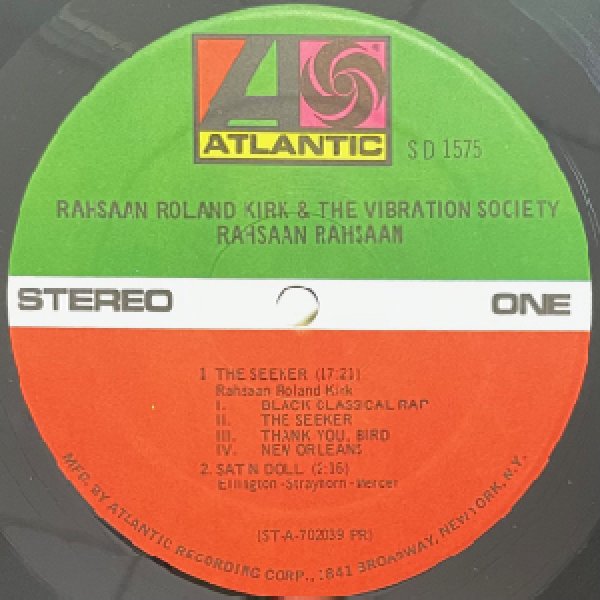 ATLANTIC
SD 1575
RAHSAAN ROLAND KIRK & THE VIBRATION SOCIETY
RAHSAAN RAHSAAN
STEREO
ONE
1. THE SEEKER (17:21)
Rahsaan Roland Kirk
I. BLACK CLASSICAL RAP
II. THE SEEKER
III. THANK YOU, BIRD
IV. NEW ORLEANS
2. SATIN DOLL (2:16)
Ellington-Strayhorn-Mercer
(ST-A-702039 PR)
MFG. BY ATLANTIC RECORDING CORP., 1841 BROADWAY, NEW YORK, N.Y.